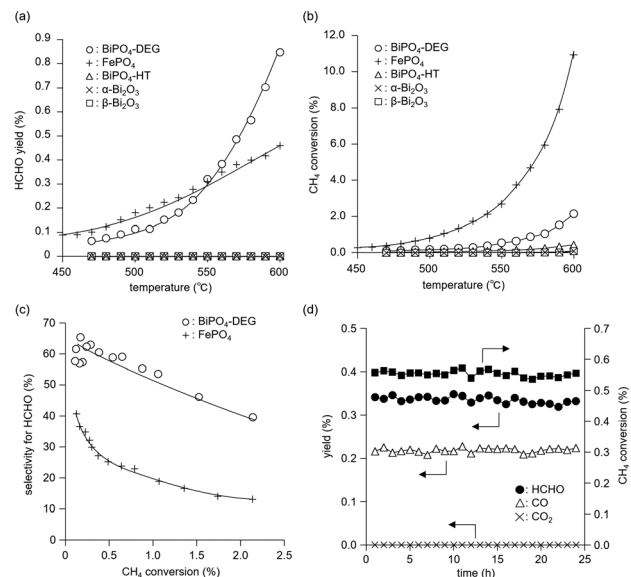 (a)
○ : BiPO₄-DEG
+ : FePO₄
△ : BiPO₄-HT
× : α-Bi₂O₃
□ : β-Bi₂O₃
HCHO yield (%)
0.9
0.8
0.7
0.6
0.5
0.4
0.3
0.2
0.1
0
450 500 550 600
temperature (℃)
(b)
○ : BiPO₄-DEG
+ : FePO₄
△ : BiPO₄-HT
× : α-Bi₂O₃
□ : β-Bi₂O₃
CH₄ conversion (%)
12.0
10.0
8.0
6.0
4.0
2.0
0.0
450 500 550 600
temperature (℃)
(c)
○ : BiPO₄-DEG
+ : FePO₄
selectivity for HCHO (%)
70
60
50
40
30
20
10
0
0 0.5 1.0 1.5 2.0 2.5
CH₄ conversion (%)
(d)
yield (%)
0.5
0.4
0.3
0.2
0.1
0.0
●: HCHO
△: CO
×: CO₂
0 5 10 15 20 25
time (h)
0.7
0.6
0.5
0.4
0.3
0.2
0.1
0.0
CH₄ conversion (%)